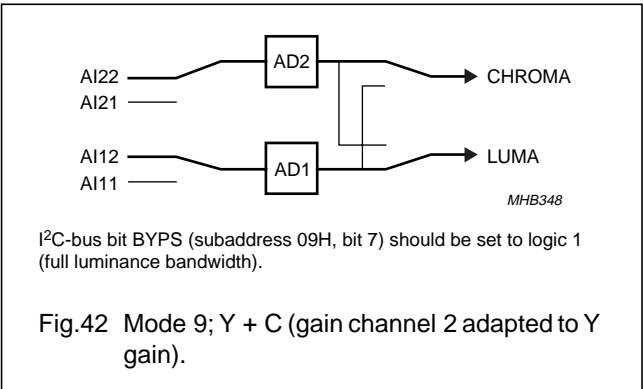 AI22
AI21
AD2
CHROMA
AI12
AI11
AD1
LUMA
MHB348
I²C-bus bit BYPS (subaddress 09H, bit 7) should be set to logic 1
(full luminance bandwidth).
Fig.42 Mode 9; Y + C (gain channel 2 adapted to Y
gain).